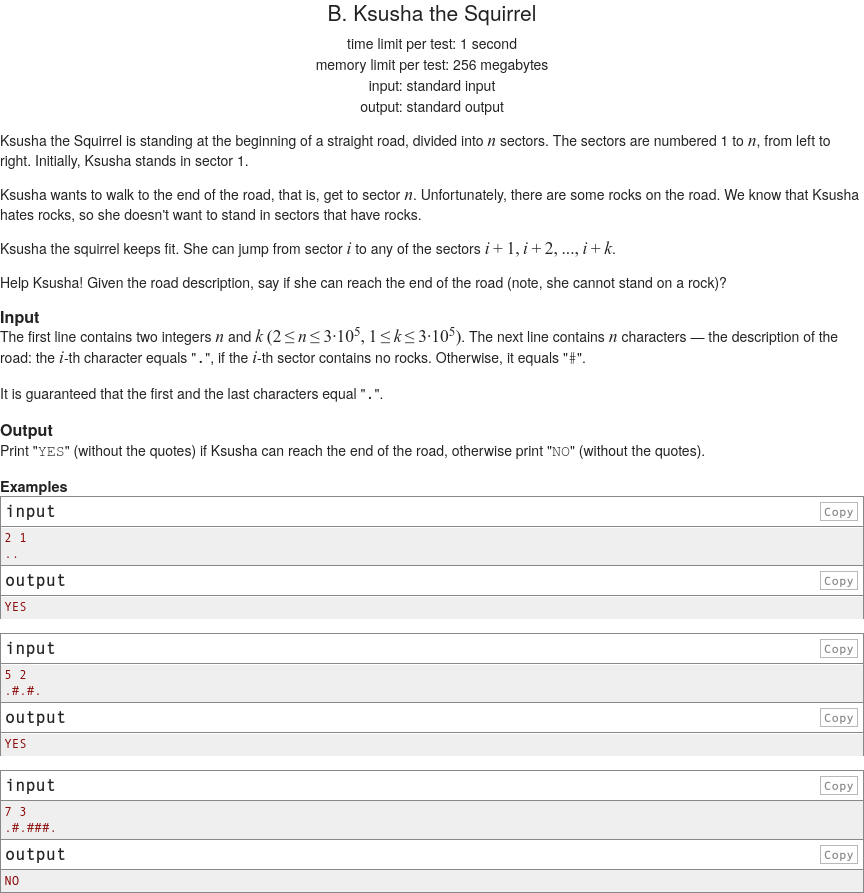 B. Ksusha the Squirrel
time limit per test: 1 second
memory limit per test: 256 megabytes
input: standard input
output: standard output
Ksusha the Squirrel is standing at the beginning of a straight road, divided into n sectors. The sectors are numbered 1 to n, from left to
right. Initially, Ksusha stands in sector 1.
Ksusha wants to walk to the end of the road, that is, get to sector n. Unfortunately, there are some rocks on the road. We know that Ksusha
hates rocks, so she doesn't want to stand in sectors that have rocks.
Ksusha the squirrel keeps fit. She can jump from sector i to any of the sectors i + 1, i + 2, ..., i + k.
Help Ksusha! Given the road description, say if she can reach the end of the road (note, she cannot stand on a rock)?
Input
The first line contains two integers n and k (2 ≤ n ≤ 3·10⁵, 1 ≤ k ≤ 3·10⁵). The next line contains n characters — the description of the
road: the i-th character equals ".", if the i-th sector contains no rocks. Otherwise, it equals "#".
It is guaranteed that the first and the last characters equal ".".
Output
Print "YES" (without the quotes) if Ksusha can reach the end of the road, otherwise print "NO" (without the quotes).
Examples
input Copy
2 1
..
output Copy
YES
input Copy
5 2
.#.#.
output Copy
YES
input Copy
7 3
.#.###.
output Copy
NO